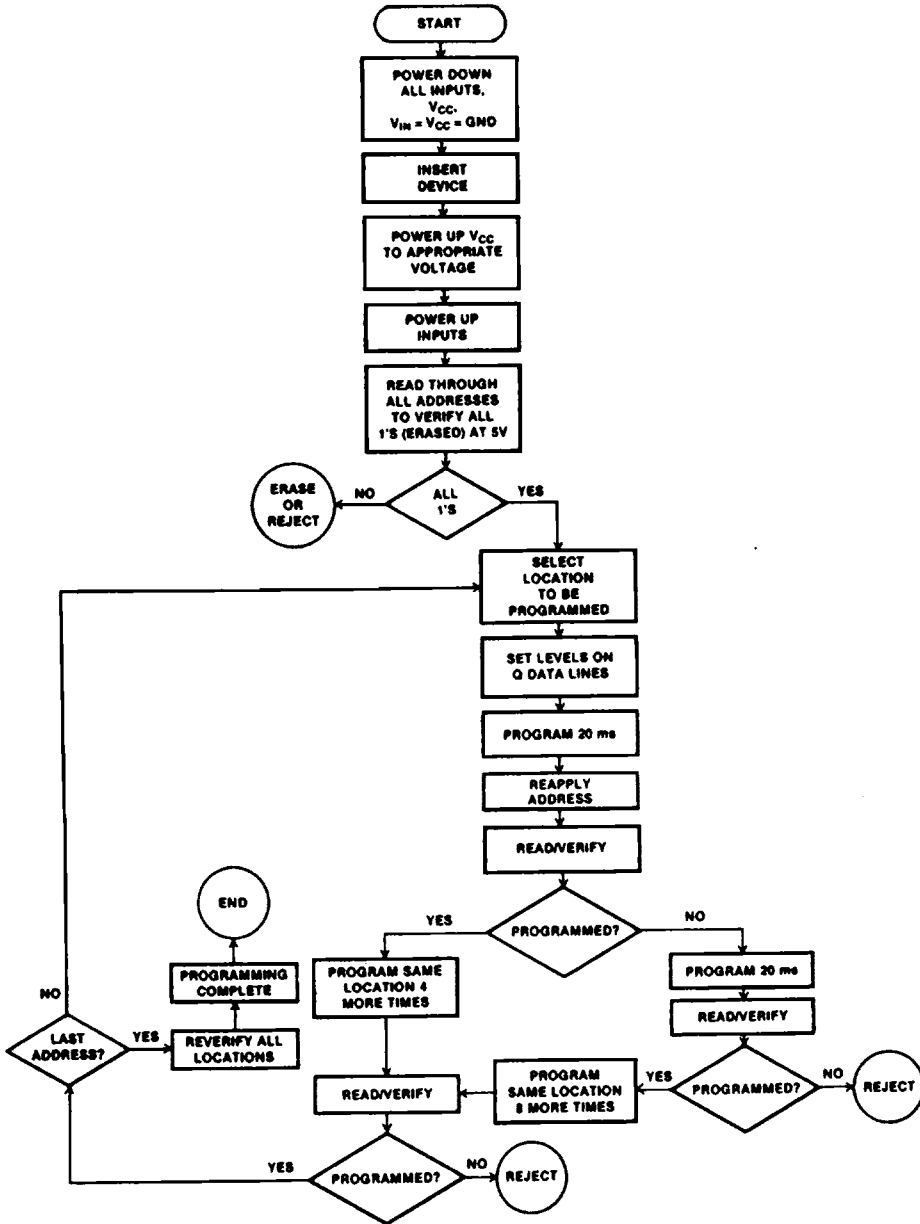 START
POWER DOWN
ALL INPUTS,
VCC,
VIN = VCC = GND
INSERT
DEVICE
POWER UP VCC
TO APPROPRIATE
VOLTAGE
POWER UP
INPUTS
READ THROUGH
ALL ADDRESSES
TO VERIFY ALL
1'S (ERASED) AT 5V
ALL
1'S
NO
YES
ERASE
OR
REJECT
SELECT
LOCATION
TO BE
PROGRAMMED
SET LEVELS ON
Q DATA LINES
PROGRAM 20 ms
REAPPLY
ADDRESS
READ/VERIFY
PROGRAMMED?
YES
NO
PROGRAM SAME
LOCATION 4
MORE TIMES
PROGRAM 20 ms
READ/VERIFY
PROGRAMMED?
NO
REJECT
YES
PROGRAM
SAME LOCATION
8 MORE TIMES
READ/VERIFY
PROGRAMMED?
NO
REJECT
YES
LAST
ADDRESS?
NO
YES
REVERIFY ALL
LOCATIONS
PROGRAMMING
COMPLETE
END